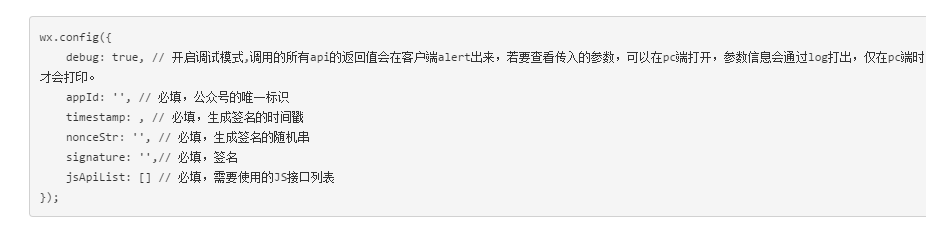 wx.config({
debug: true, // 开启调试模式,调用的所有api的返回值会在客户端alert出来，若要查看传入的参数，可以在pc端打开，参数信息会通过log打出，仅在pc端时
才会打印。
appId: '', // 必填，公众号的唯一标识
timestamp: , // 必填，生成签名的时间戳
nonceStr: '', // 必填，生成签名的随机串
signature: '',// 必填，签名
jsApiList: [] // 必填，需要使用的JS接口列表
});